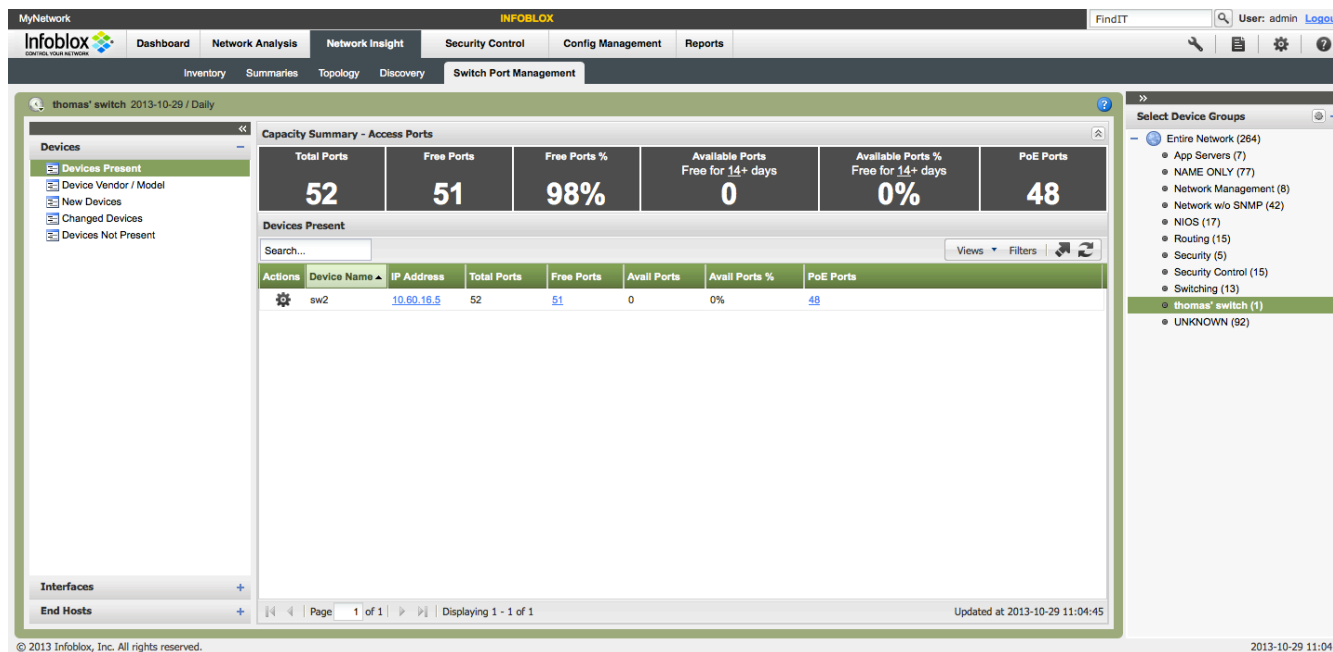 MyNetwork INFOBLOX FindIT User: admin Logou
Infoblox Dashboard Network Analysis Network Insight Security Control Config Management Reports
CONTROL YOUR NETWORK
Inventory Summaries Topology Discovery Switch Port Management
thomas' switch 2013-10-29 / Daily
Devices
Devices Present
Device Vendor / Model
New Devices
Changed Devices
Devices Not Present
Interfaces
End Hosts
Capacity Summary - Access Ports
Total Ports Free Ports Free Ports % Available Ports Available Ports % PoE Ports
Free for 14+ days Free for 14+ days
52 51 98% 0 0% 48
Devices Present
Search... Views Filters
Actions Device Name IP Address Total Ports Free Ports Avail Ports Avail Ports % PoE Ports
sw2 10.60.16.5 52 51 0 0% 48
Page 1 of 1 Displaying 1 - 1 of 1 Updated at 2013-10-29 11:04:45
Select Device Groups
Entire Network (264)
App Servers (7)
NAME ONLY (77)
Network Management (8)
Network w/o SNMP (42)
NIOS (17)
Routing (15)
Security (5)
Security Control (15)
Switching (13)
thomas' switch (1)
UNKNOWN (92)
© 2013 Infoblox, Inc. All rights reserved. 2013-10-29 11:04